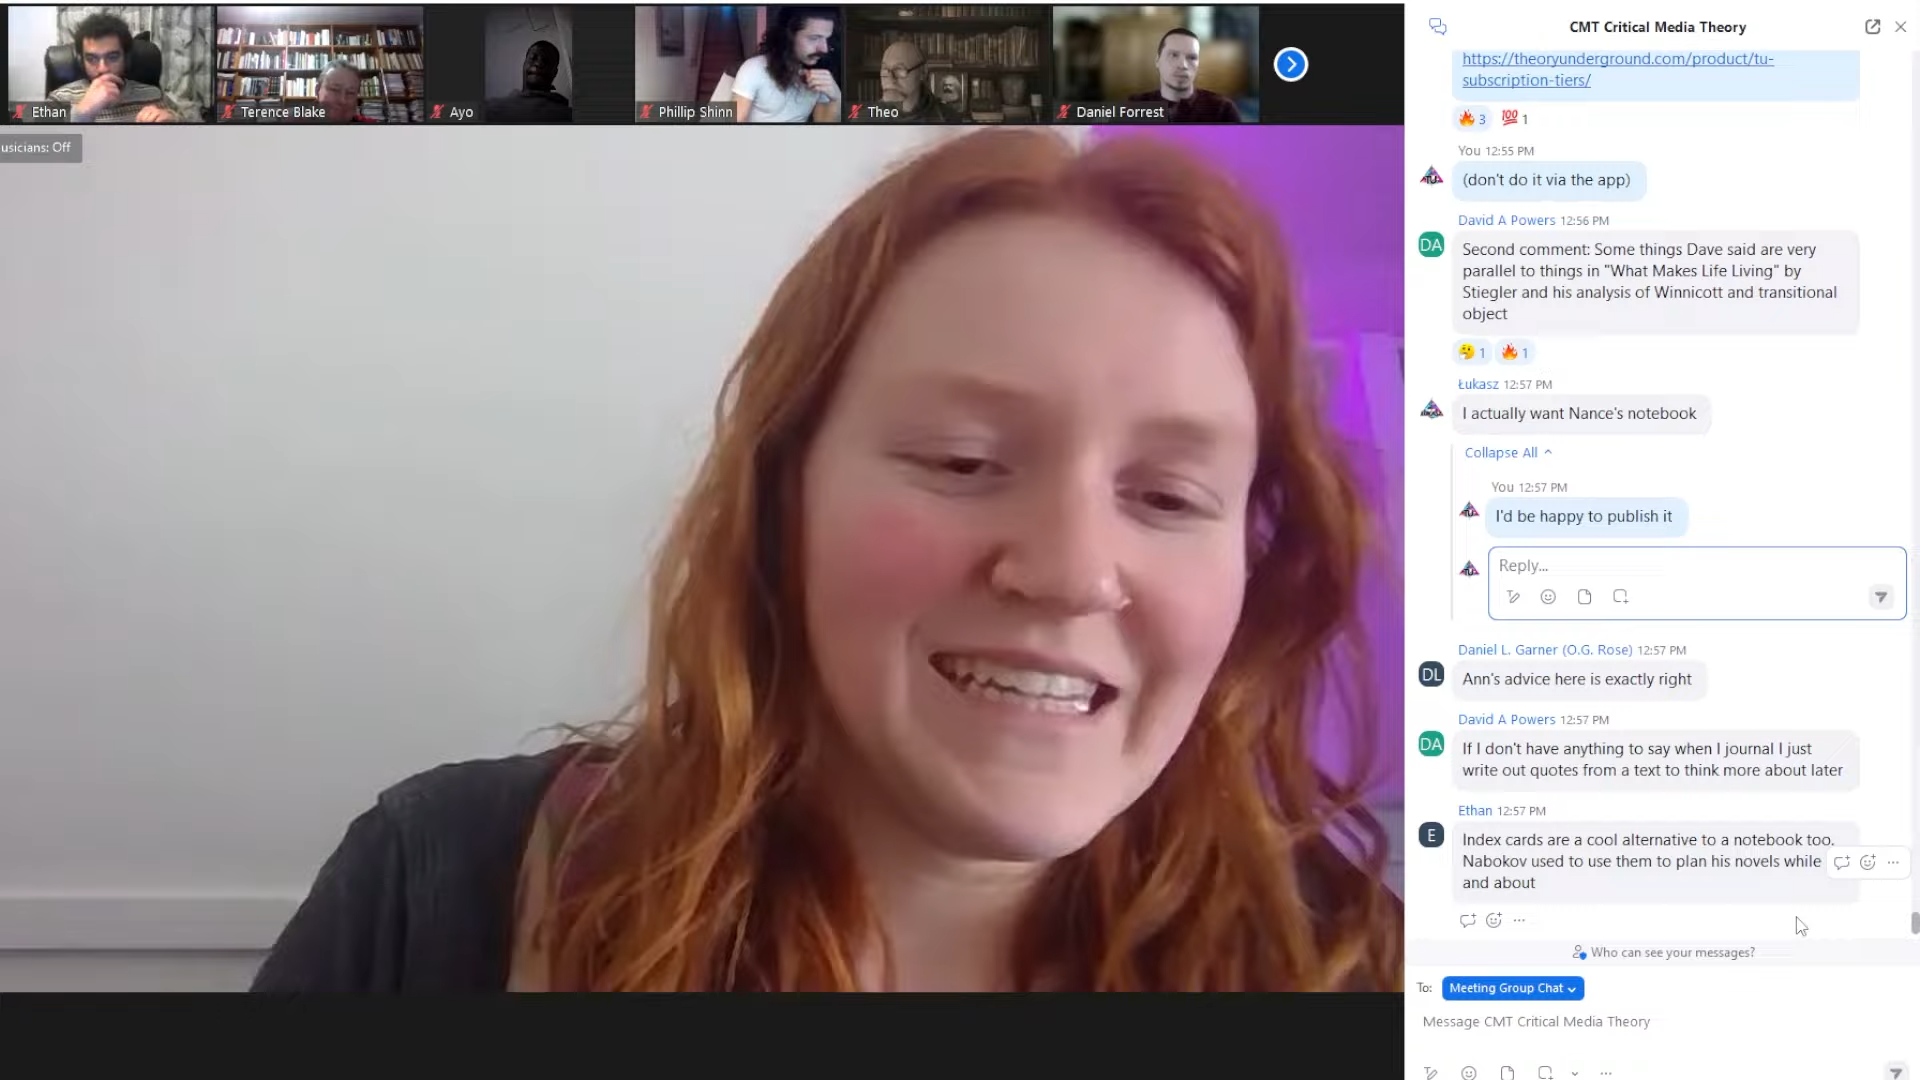 Ethan
Terence Blake
Ayo
Phillip Shinn
Theo
Daniel Forrest
usicians: Off
CMT Critical Media Theory
https://theoryunderground.com/product/tu-
subscription-tiers/
🔥 3 💯 1
You 12:55 PM
(don't do it via the app)
David A Powers 12:56 PM
DA
Second comment: Some things Dave said are very
parallel to things in "What Makes Life Living" by
Stiegler and his analysis of Winnicott and transitional
object
🤔 1 🔥 1
Łukasz 12:57 PM
I actually want Nance's notebook
Collapse All
You 12:57 PM
I'd be happy to publish it
Reply...
Daniel L. Garner (O.G. Rose) 12:57 PM
DL
Ann's advice here is exactly right
David A Powers 12:57 PM
DA
If I don't have anything to say when I journal I just
write out quotes from a text to think more about later
Ethan 12:57 PM
E
Index cards are a cool alternative to a notebook too.
Nabokov used to use them to plan his novels while
and about
Who can see your messages?
To: Meeting Group Chat
Message CMT Critical Media Theory